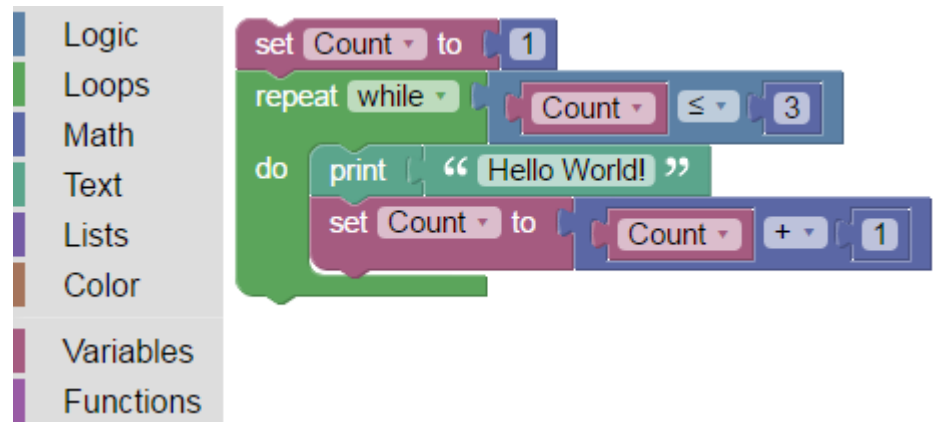 Logic
Loops
Math
Text
Lists
Color
Variables
Functions
set Count to 1
repeat while Count ≤ 3
do print “ Hello World! ”
set Count to Count + 1